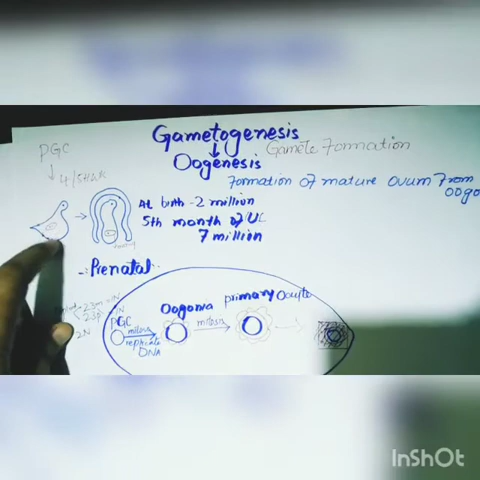 Gametogenesis
Gamete Formation
Oogenesis
PGC
Formation of mature ovum From
oogo
At birth - 2 million
5th month of
7 million
Prenatal
Oogonia
primary Oocyte
PGC
mitosis
mitosis
replicate
DNA
2N
InShOt